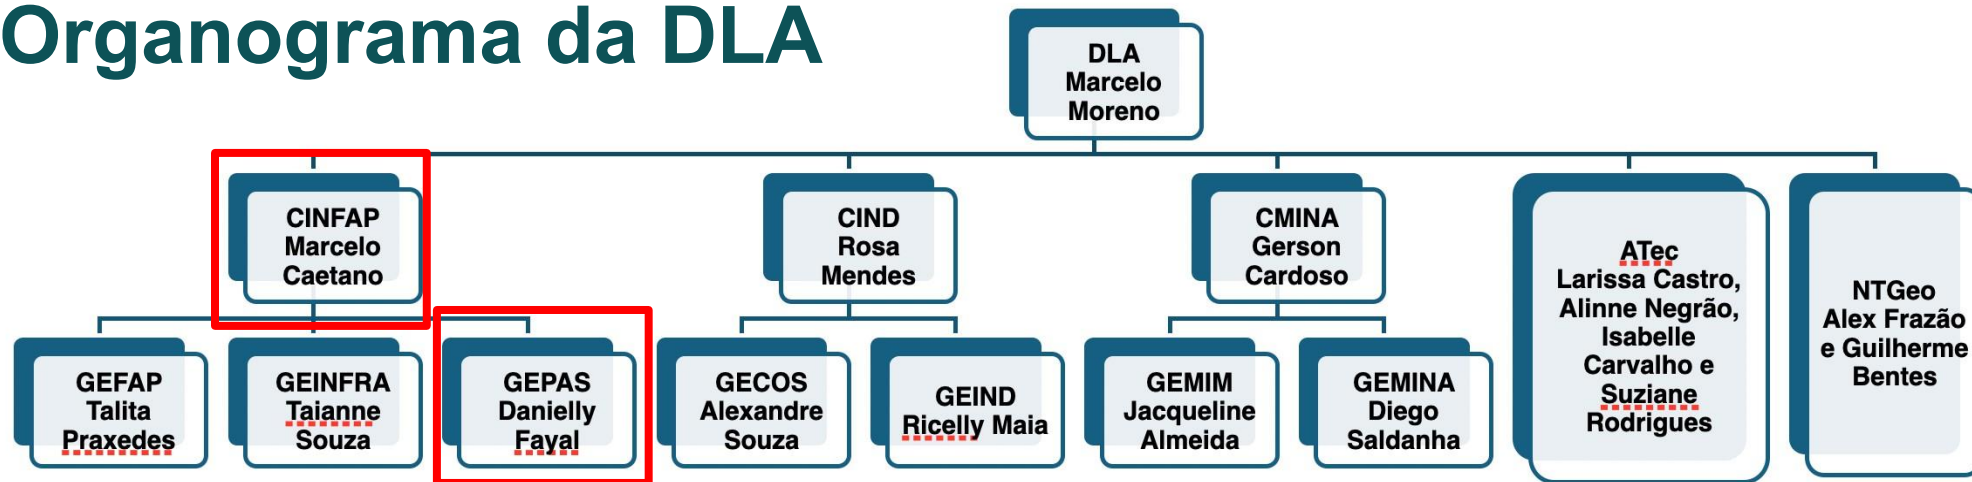 Organograma da DLA
DLA
Marcelo
Moreno
CINFAP
Marcelo
Caetano
CIND
Rosa
Mendes
CMINA
Gerson
Cardoso
ATec
Larissa Castro,
Alinne Negrão,
Isabelle
Carvalho e
Suziane
Rodrigues
NTGeo
Alex Frazão
e Guilherme
Bentes
GEFAP
Talita
Praxedes
GEINFRA
Taianne
Souza
GEPAS
Danielly
Fayal
GECOS
Alexandre
Souza
GEIND
Ricelly Maia
GEMIM
Jacqueline
Almeida
GEMINA
Diego
Saldanha